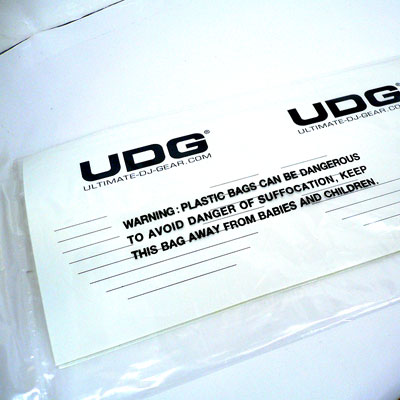 UDG®
ULTIMATE-DJ-GEAR.COM
UDG®
ULTIMATE-DJ-GEAR.COM
WARNING: PLASTIC BAGS CAN BE DANGEROUS
TO AVOID DANGER OF SUFFOCATION, KEEP
THIS BAG AWAY FROM BABIES AND CHILDREN.